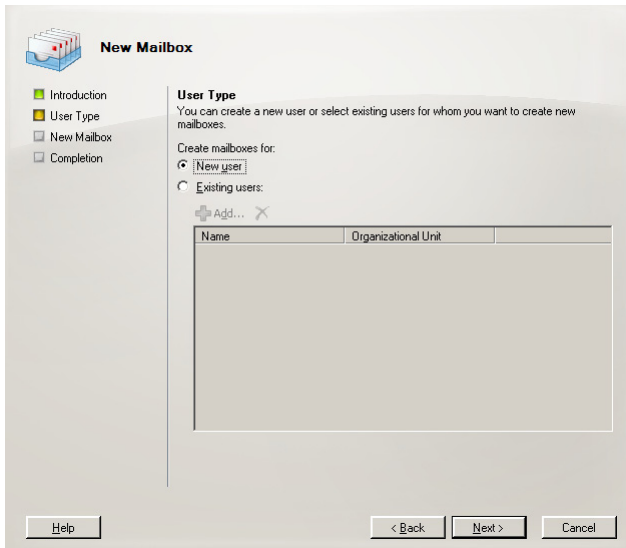 New Mailbox
Introduction
User Type
New Mailbox
Completion
User Type
You can create a new user or select existing users for whom you want to create new
mailboxes.
Create mailboxes for:
New user
Existing users:
Add...
Name Organizational Unit
Help < Back Next > Cancel